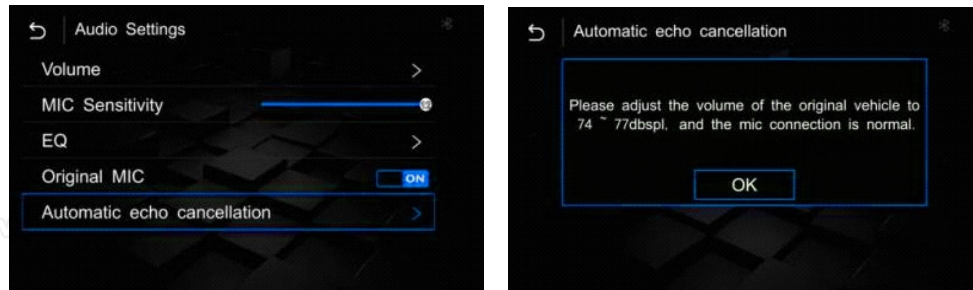 Audio Settings
Volume
MIC Sensitivity
12
EQ
Original MIC
ON
Automatic echo cancellation
Automatic echo cancellation
Please adjust the volume of the original vehicle to
74 ~ 77dbspl, and the mic connection is normal.
OK